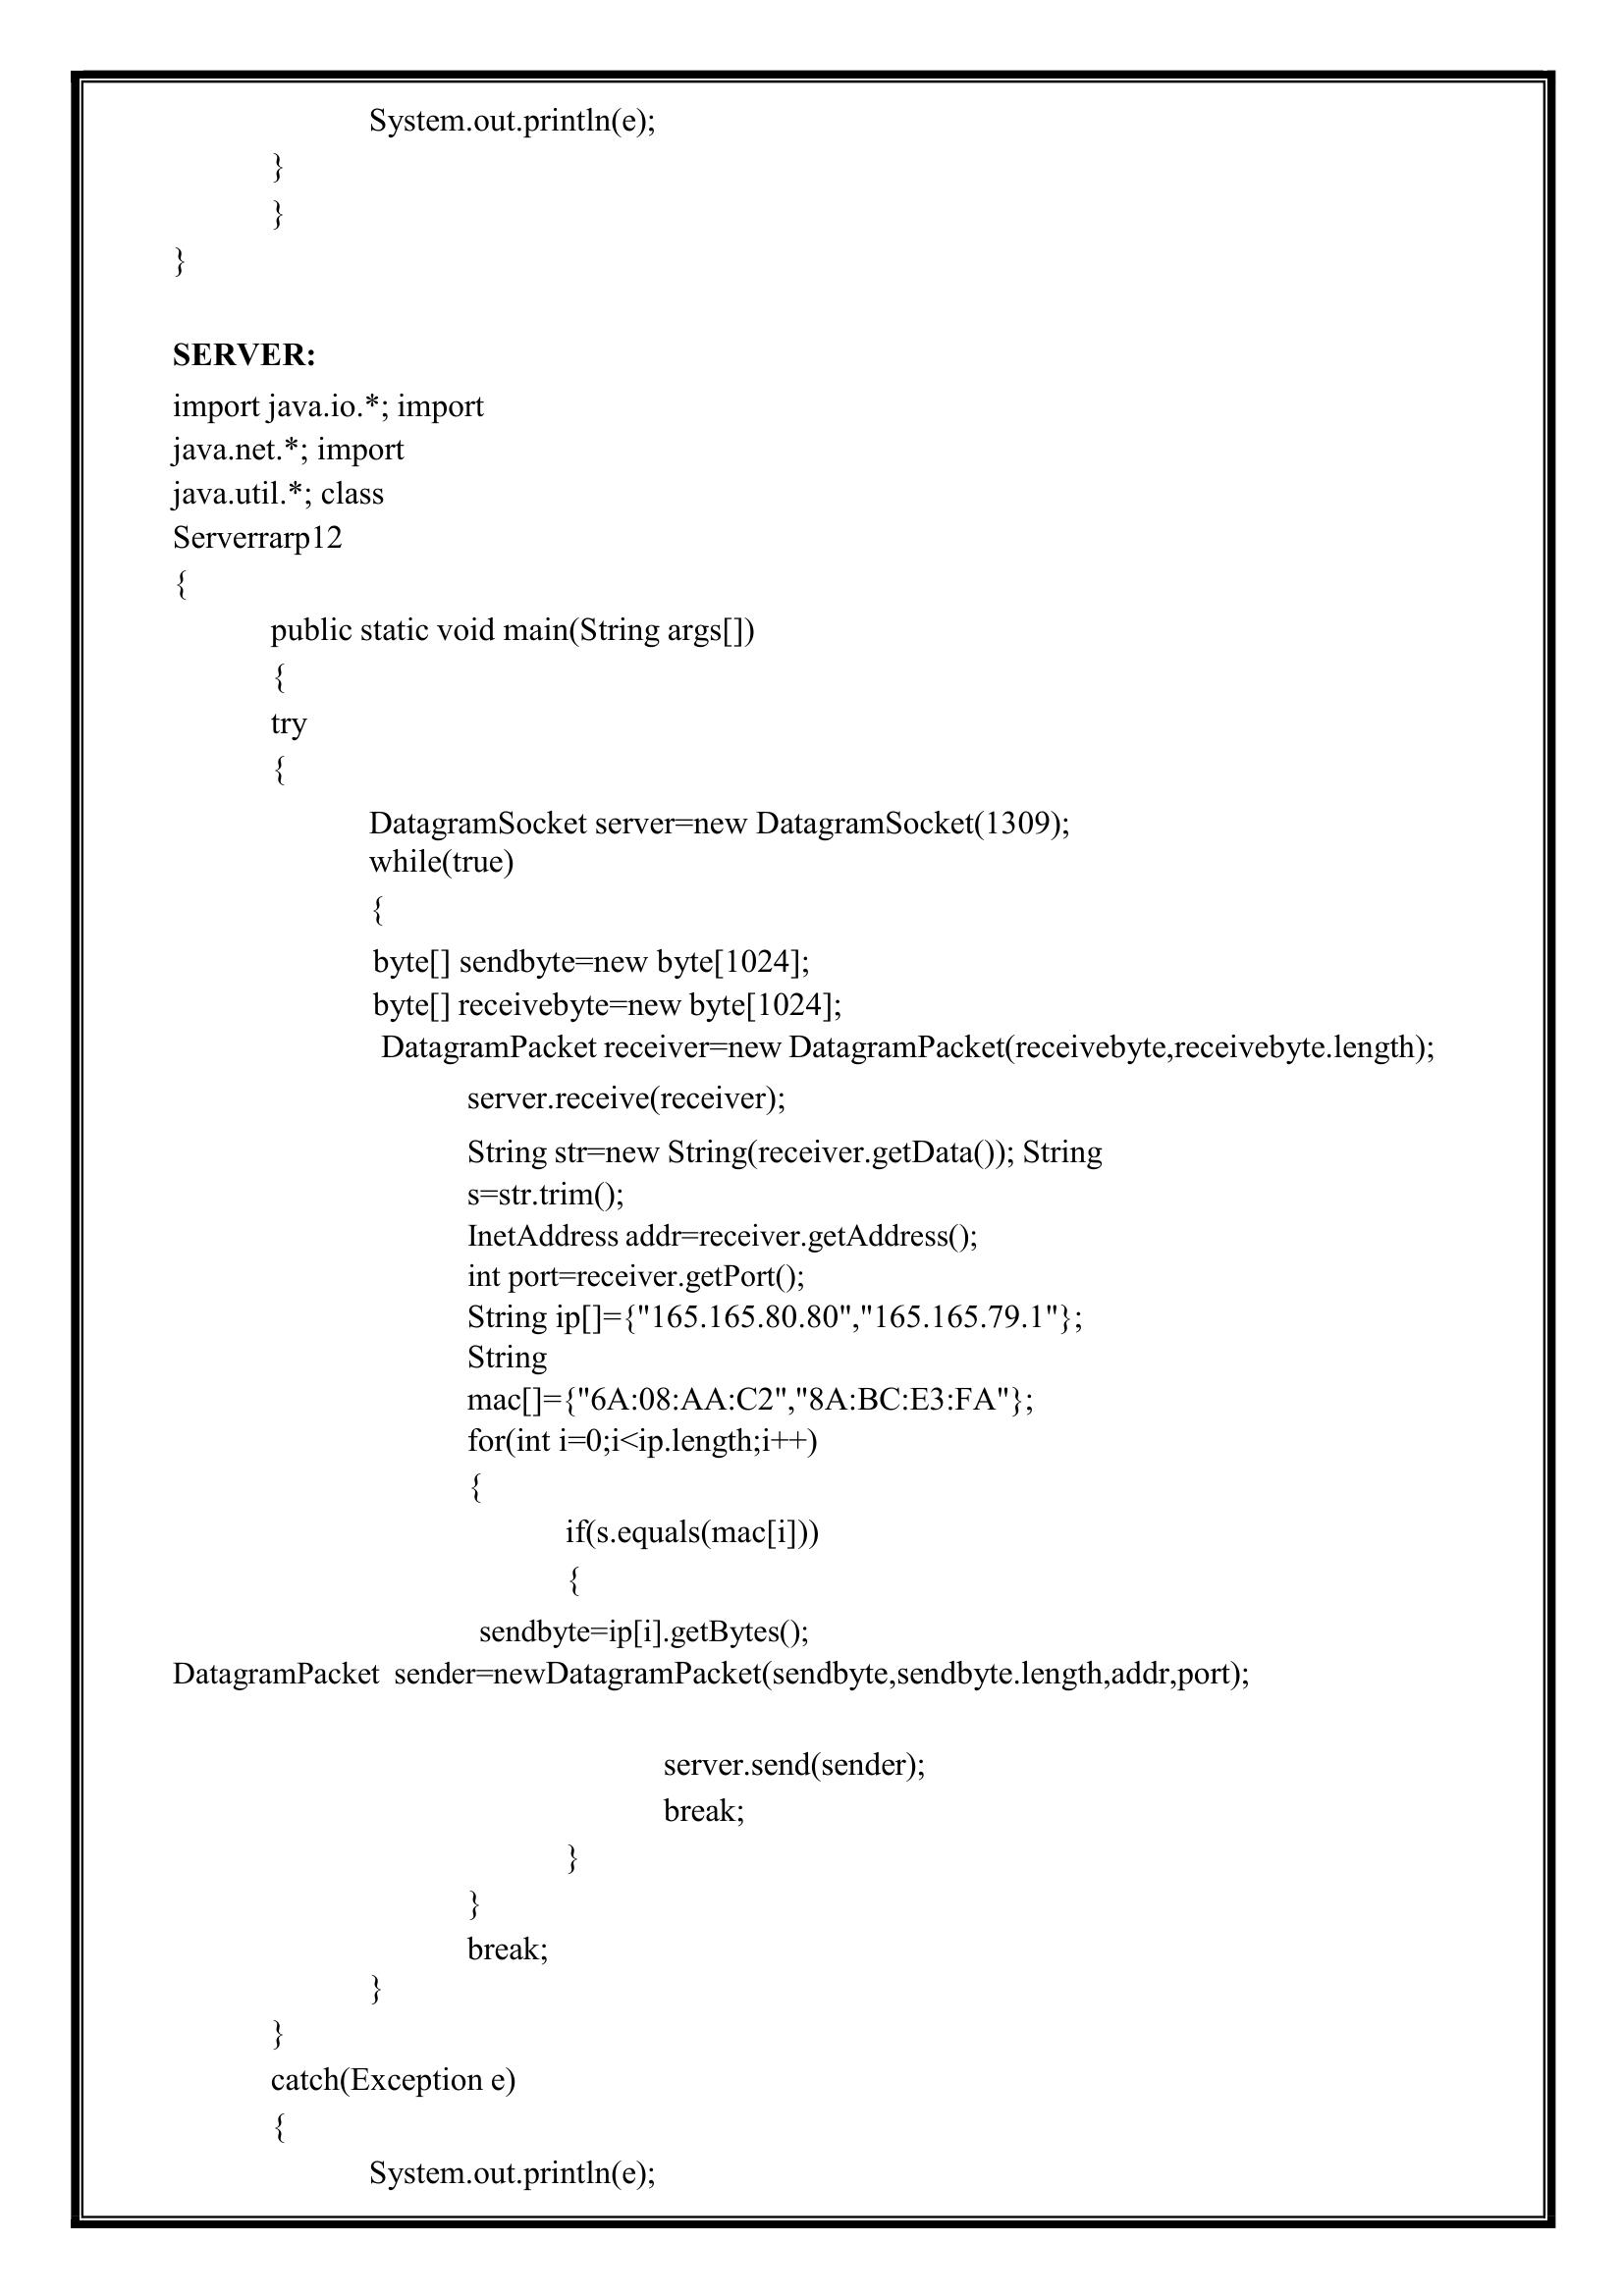 System.out.println(e);
}
}
}
SERVER:
import java.io.*; import
java.net.*; import
java.util.*; class
Serverrarp12
{
public static void main(String args[])
{
try
{
DatagramSocket server=new DatagramSocket(1309);
while(true)
{
byte[] sendbyte=new byte[1024];
byte[] receivebyte=new byte[1024];
DatagramPacket receiver=new DatagramPacket(receivebyte,receivebyte.length);
server.receive(receiver);
String str=new String(receiver.getData()); String
s=str.trim();
InetAddress addr=receiver.getAddress();
int port=receiver.getPort();
String ip[]={"165.165.80.80","165.165.79.1"};
String
mac[]={"6A:08:AA:C2","8A:BC:E3:FA"};
for(int i=0;i<ip.length;i++)
{
if(s.equals(mac[i]))
{
sendbyte=ip[i].getBytes();
DatagramPacket sender=newDatagramPacket(sendbyte,sendbyte.length,addr,port);
server.send(sender);
break;
}
}
break;
}
}
catch(Exception e)
{
System.out.println(e);